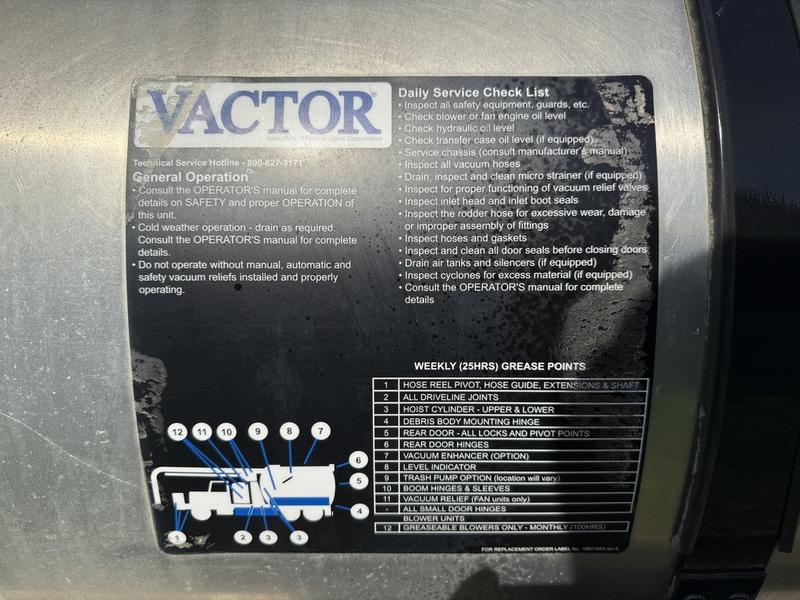 VACTOR®
Subsidiary of Federal Signal Corporation
Technical Service Hotline - 800-627-3171
General Operation
• Consult the OPERATOR'S manual for complete
details on SAFETY and proper OPERATION of
this unit.
• Cold weather operation - drain as required.
Consult the OPERATOR'S manual for complete
details.
• Do not operate without manual, automatic and
safety vacuum reliefs installed and properly
operating.
Daily Service Check List
• Inspect all safety equipment, guards, etc.
• Check blower or fan engine oil level
• Check hydraulic oil level
• Check transfer case oil level (if equipped)
• Service chassis (consult manufacturer's manual)
• Inspect all vacuum hoses
• Drain, inspect and clean micro strainer (if equipped)
• Inspect for proper functioning of vacuum relief valves
• Inspect inlet head and inlet boot seals
• Inspect the rodder hose for excessive wear, damage
or improper assembly of fittings
• Inspect hoses and gaskets
• Inspect and clean all door seals before closing doors
• Drain air tanks and silencers (if equipped)
• Inspect cyclones for excess material (if equipped)
• Consult the OPERATOR'S manual for complete
details
WEEKLY (25HRS) GREASE POINTS
1 HOSE REEL PIVOT, HOSE GUIDE, EXTENSIONS & SHAFT
2 ALL DRIVELINE JOINTS
3 HOIST CYLINDER - UPPER & LOWER
4 DEBRIS BODY MOUNTING HINGE
5 REAR DOOR - ALL LOCKS AND PIVOT POINTS
6 REAR DOOR HINGES
7 VACUUM ENHANCER (OPTION)
8 LEVEL INDICATOR
9 TRASH PUMP OPTION (location will vary)
10 BOOM HINGES & SLEEVES
11 VACUUM RELIEF (FAN units only)
- ALL SMALL DOOR HINGES
BLOWER UNITS
12 GREASEABLE BLOWERS ONLY - MONTHLY (100HRS)
12 11 10 9 8 7
6
5
4
1 2 3 3
FOR REPLACEMENT ORDER LABEL No.